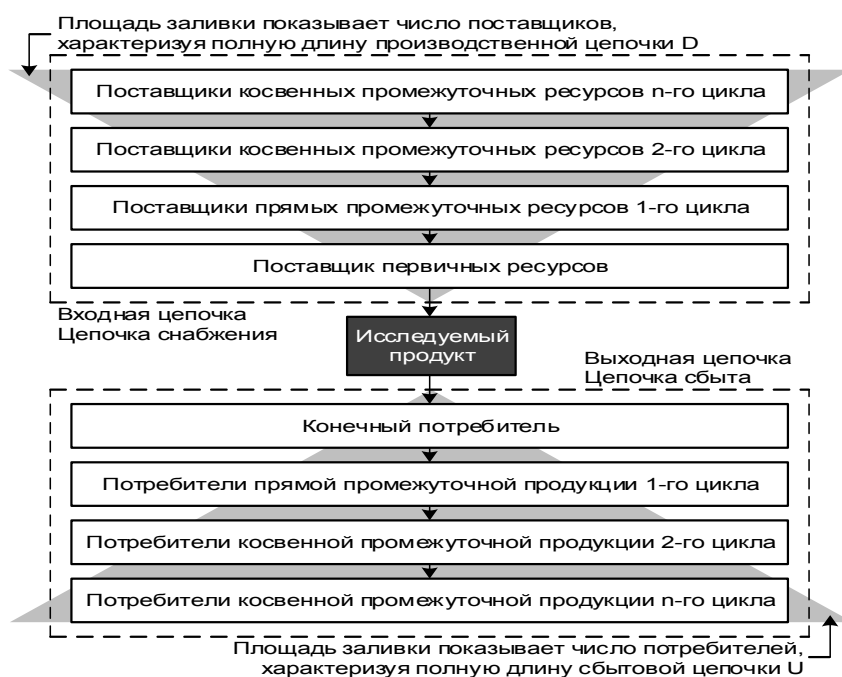 Площадь заливки показывает число поставщиков,
характеризуя полную длину производственной цепочки D
Поставщики косвенных промежуточных ресурсов n-го цикла
Поставщики косвенных промежуточных ресурсов 2-го цикла
Поставщики прямых промежуточных ресурсов 1-го цикла
Поставщик первичных ресурсов
Входная цепочка
Цепочка снабжения
Исследуемый
продукт
Выходная цепочка
Цепочка сбыта
Конечный потребитель
Потребители прямой промежуточной продукции 1-го цикла
Потребители косвенной промежуточной продукции 2-го цикла
Потребители косвенной промежуточной продукции n-го цикла
Площадь заливки показывает число потребителей,
характеризуя полную длину сбытовой цепочки U